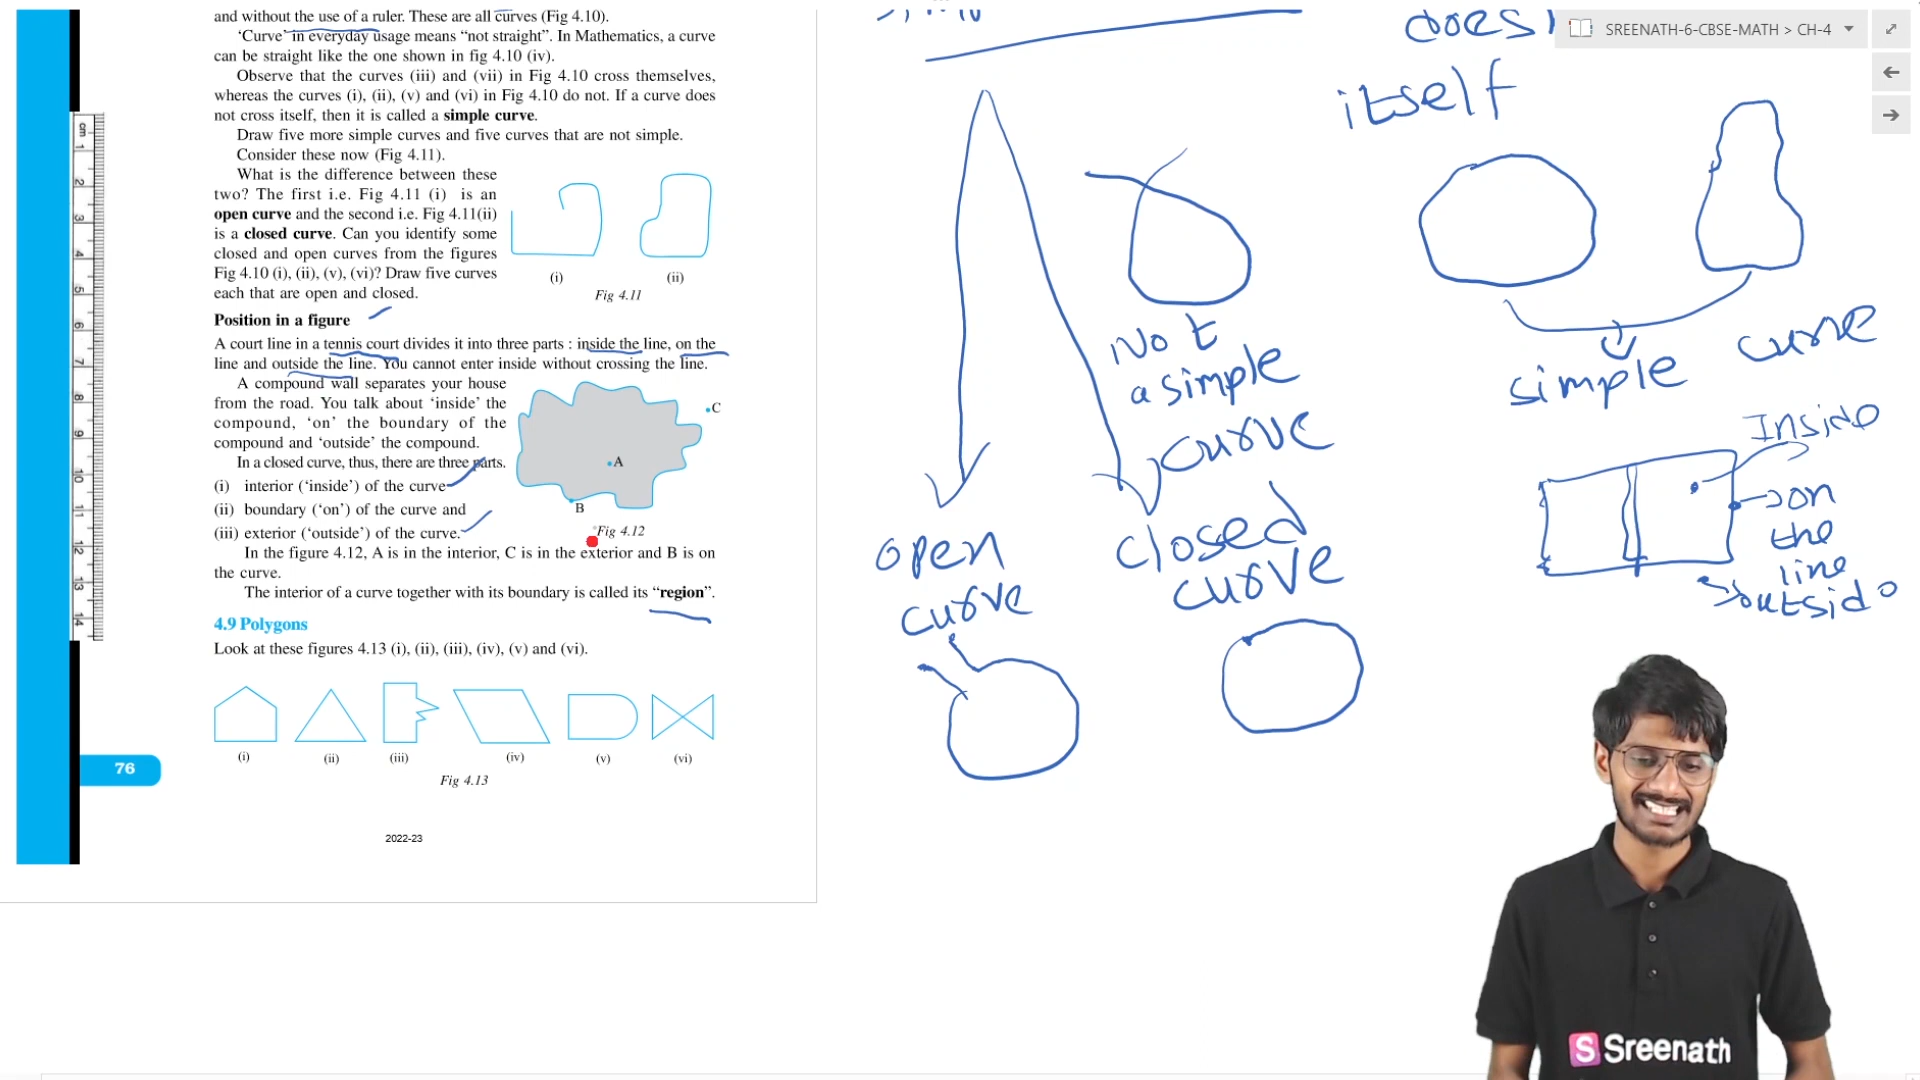 and without the use of a ruler. These are all curves (Fig 4.10).
‘Curve’ in everyday usage means “not straight”. In Mathematics, a curve
can be straight like the one shown in fig 4.10 (iv).
Observe that the curves (iii) and (vii) in Fig 4.10 cross themselves,
whereas the curves (i), (ii), (v) and (vi) in Fig 4.10 do not. If a curve does
not cross itself, then it is called a simple curve.
Draw five more simple curves and five curves that are not simple.
Consider these now (Fig 4.11).
What is the difference between these
two? The first i.e. Fig 4.11 (i) is an
open curve and the second i.e. Fig 4.11(ii)
is a closed curve. Can you identify some
closed and open curves from the figures
Fig 4.10 (i), (ii), (v), (vi)? Draw five curves
each that are open and closed.
(i)
(ii)
Fig 4.11
Position in a figure
A court line in a tennis court divides it into three parts : inside the line, on the
line and outside the line. You cannot enter inside without crossing the line.
A compound wall separates your house
from the road. You talk about ‘inside’ the
compound, ‘on’ the boundary of the
compound and ‘outside’ the compound.
In a closed curve, thus, there are three parts.
(i) interior (‘inside’) of the curve
(ii) boundary (‘on’) of the curve and
(iii) exterior (‘outside’) of the curve.
C
A
B
Fig 4.12
In the figure 4.12, A is in the interior, C is in the exterior and B is on
the curve.
The interior of a curve together with its boundary is called its “region”.
4.9 Polygons
Look at these figures 4.13 (i), (ii), (iii), (iv), (v) and (vi).
(i)
(ii)
(iii)
(iv)
(v)
(vi)
Fig 4.13
76
2022-23
cm
1
2
3
4
5
6
7
8
9
10
11
12
13
14
itself
Not
a simple
curve
simple curve
open
curve
closed
curve
Inside
on
the
line
outside
SREENATH-6-CBSE-MATH > CH-4
S Sreenath